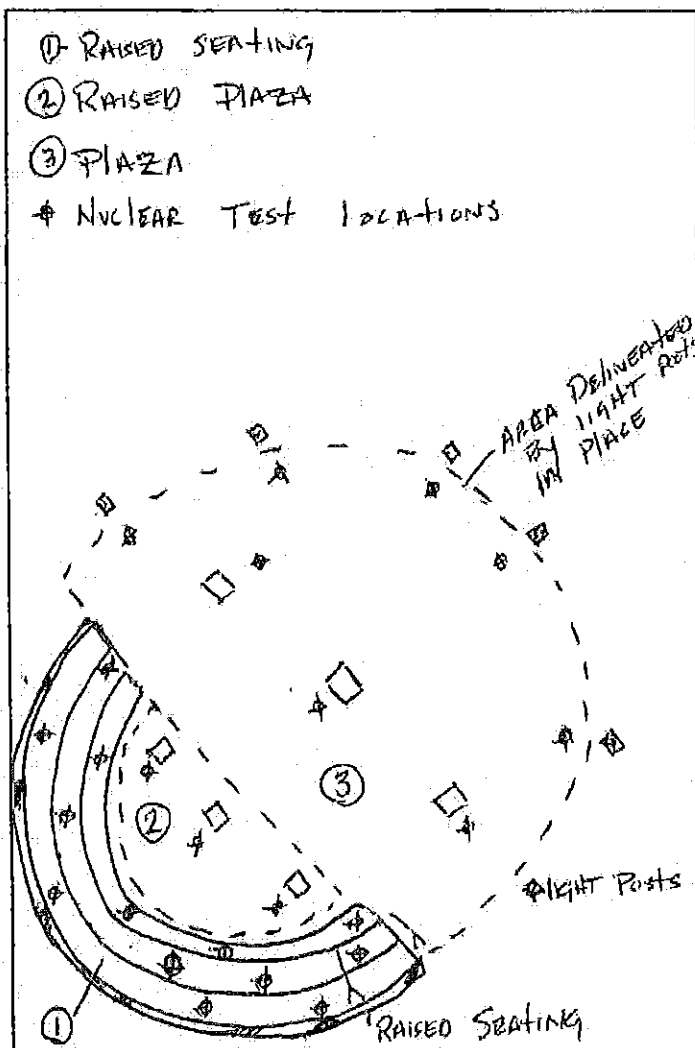 ① RAISED SEATING
② RAISED PLAZA
③ PLAZA
NUCLEAR TEST LOCATIONS
AREA DELINEATED
BY LIGHT POSTS
IN PLACE
②
③
LIGHT POSTS
①
RAISED SEATING